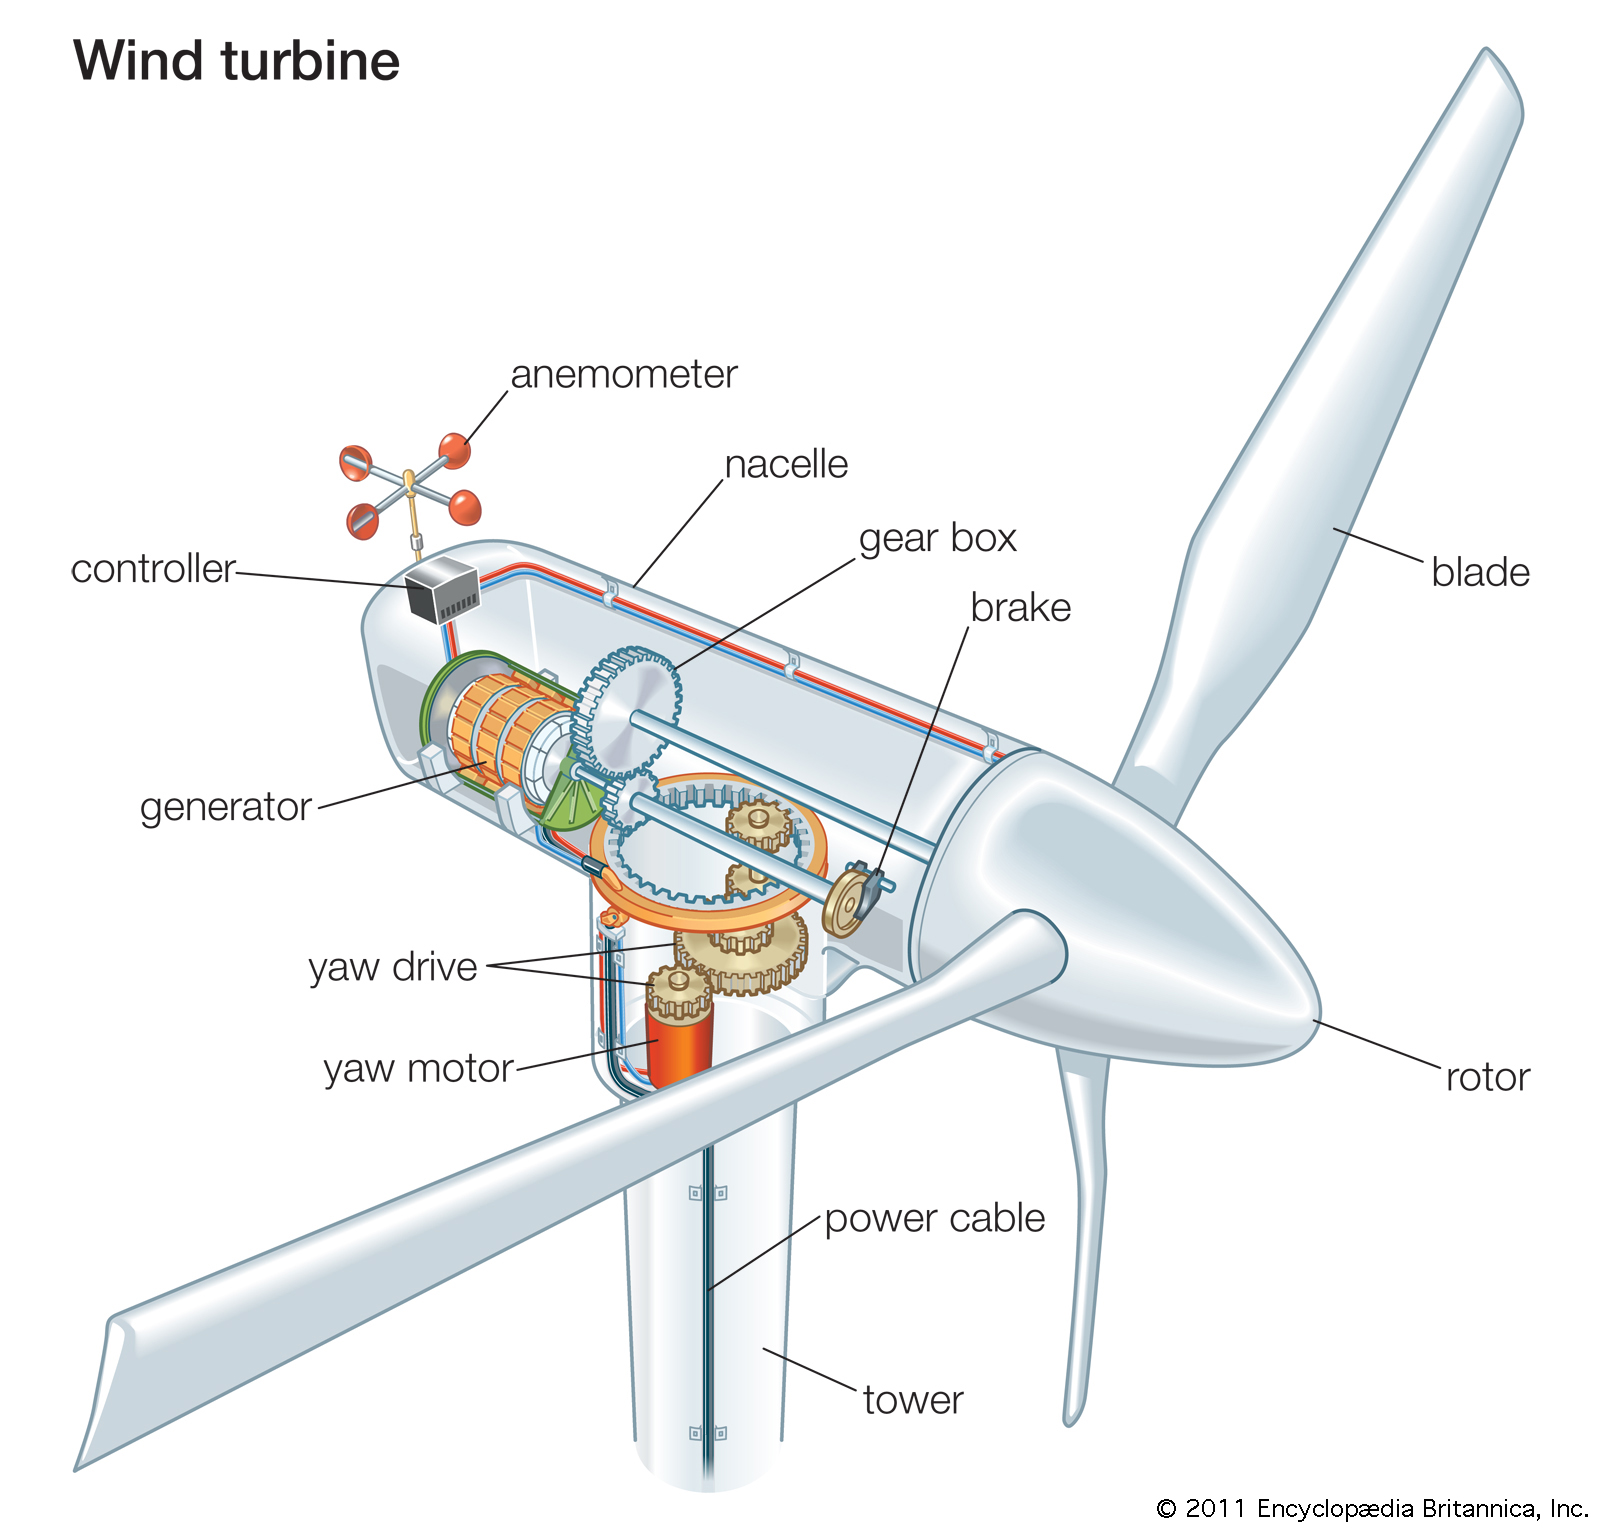 Wind turbine
anemometer
nacelle
gear box
controller
blade
brake
generator
yaw drive
yaw motor
rotor
power cable
tower
© 2011 Encyclopædia Britannica, Inc.